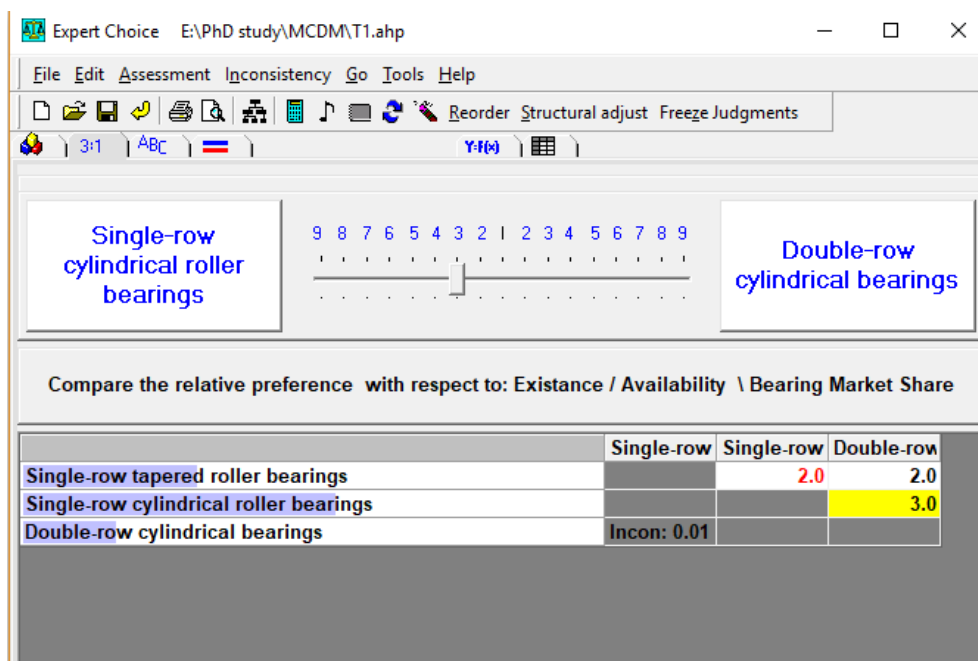 Expert Choice E:\PhD study\MCDM\T1.ahp
File Edit Assessment Inconsistency Go Tools Help
Reorder Structural adjust Freeze Judgments
3:1 ABC Y=F(x)
Single-row
cylindrical roller
bearings
9 8 7 6 5 4 3 2 1 2 3 4 5 6 7 8 9
Double-row
cylindrical bearings
Compare the relative preference with respect to: Existance / Availability \ Bearing Market Share
Single-row Single-row Double-row
Single-row tapered roller bearings 2.0 2.0
Single-row cylindrical roller bearings 3.0
Double-row cylindrical bearings Incon: 0.01